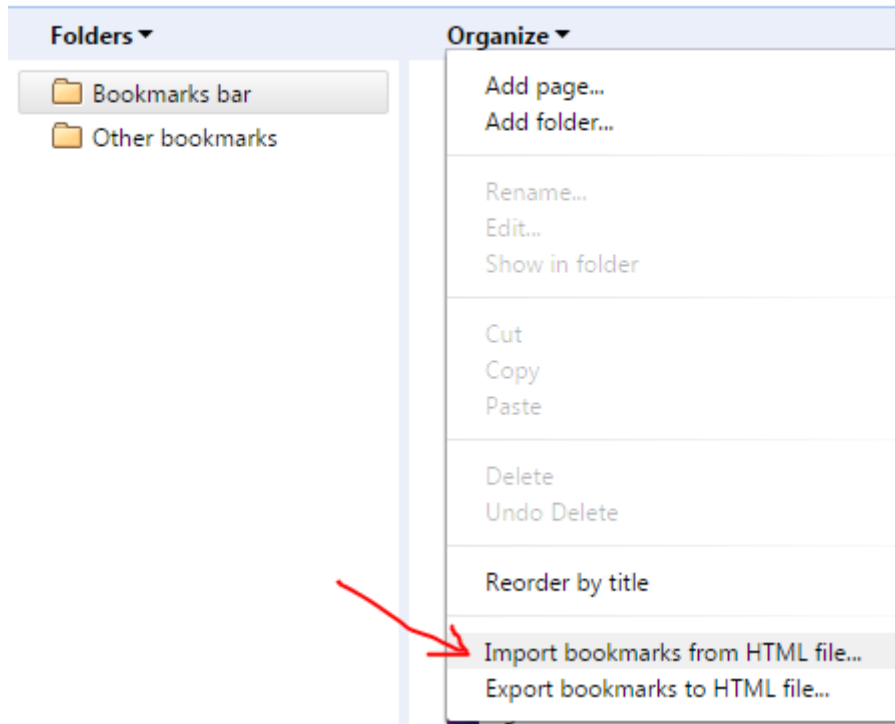 Folders
Organize
Bookmarks bar
Other bookmarks
Add page...
Add folder...
Rename...
Edit...
Show in folder
Cut
Copy
Paste
Delete
Undo Delete
Reorder by title
Import bookmarks from HTML file...
Export bookmarks to HTML file...